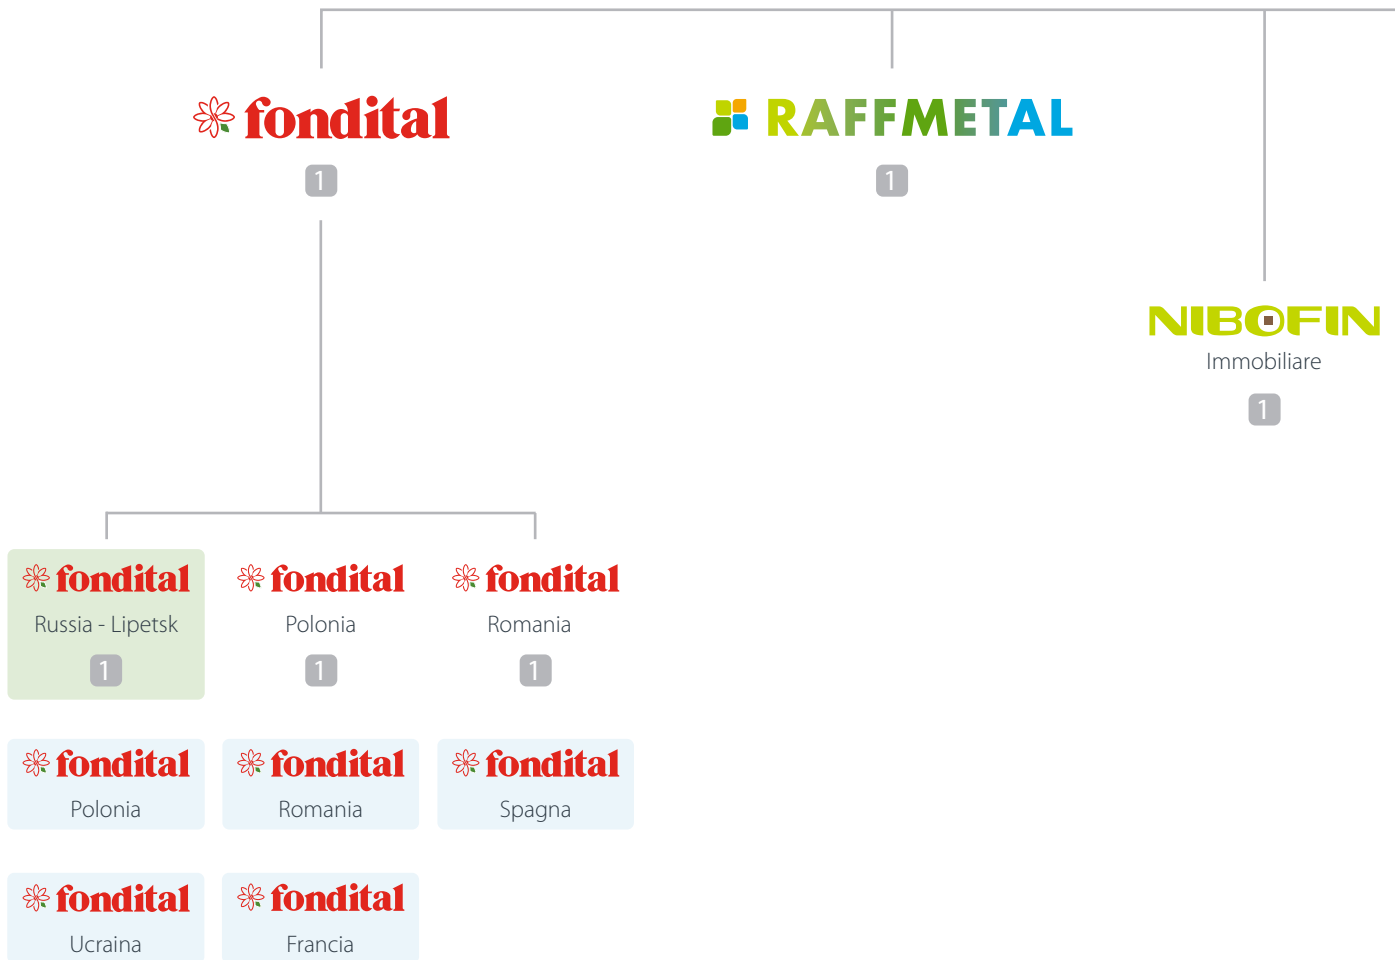 fondital
1
RAFFMETAL
1
NIBOFIN
Immobiliare
1
fondital
Russia - Lipetsk
1
fondital
Polonia
1
fondital
Romania
1
fondital
Polonia
fondital
Romania
fondital
Spagna
fondital
Ucraina
fondital
Francia